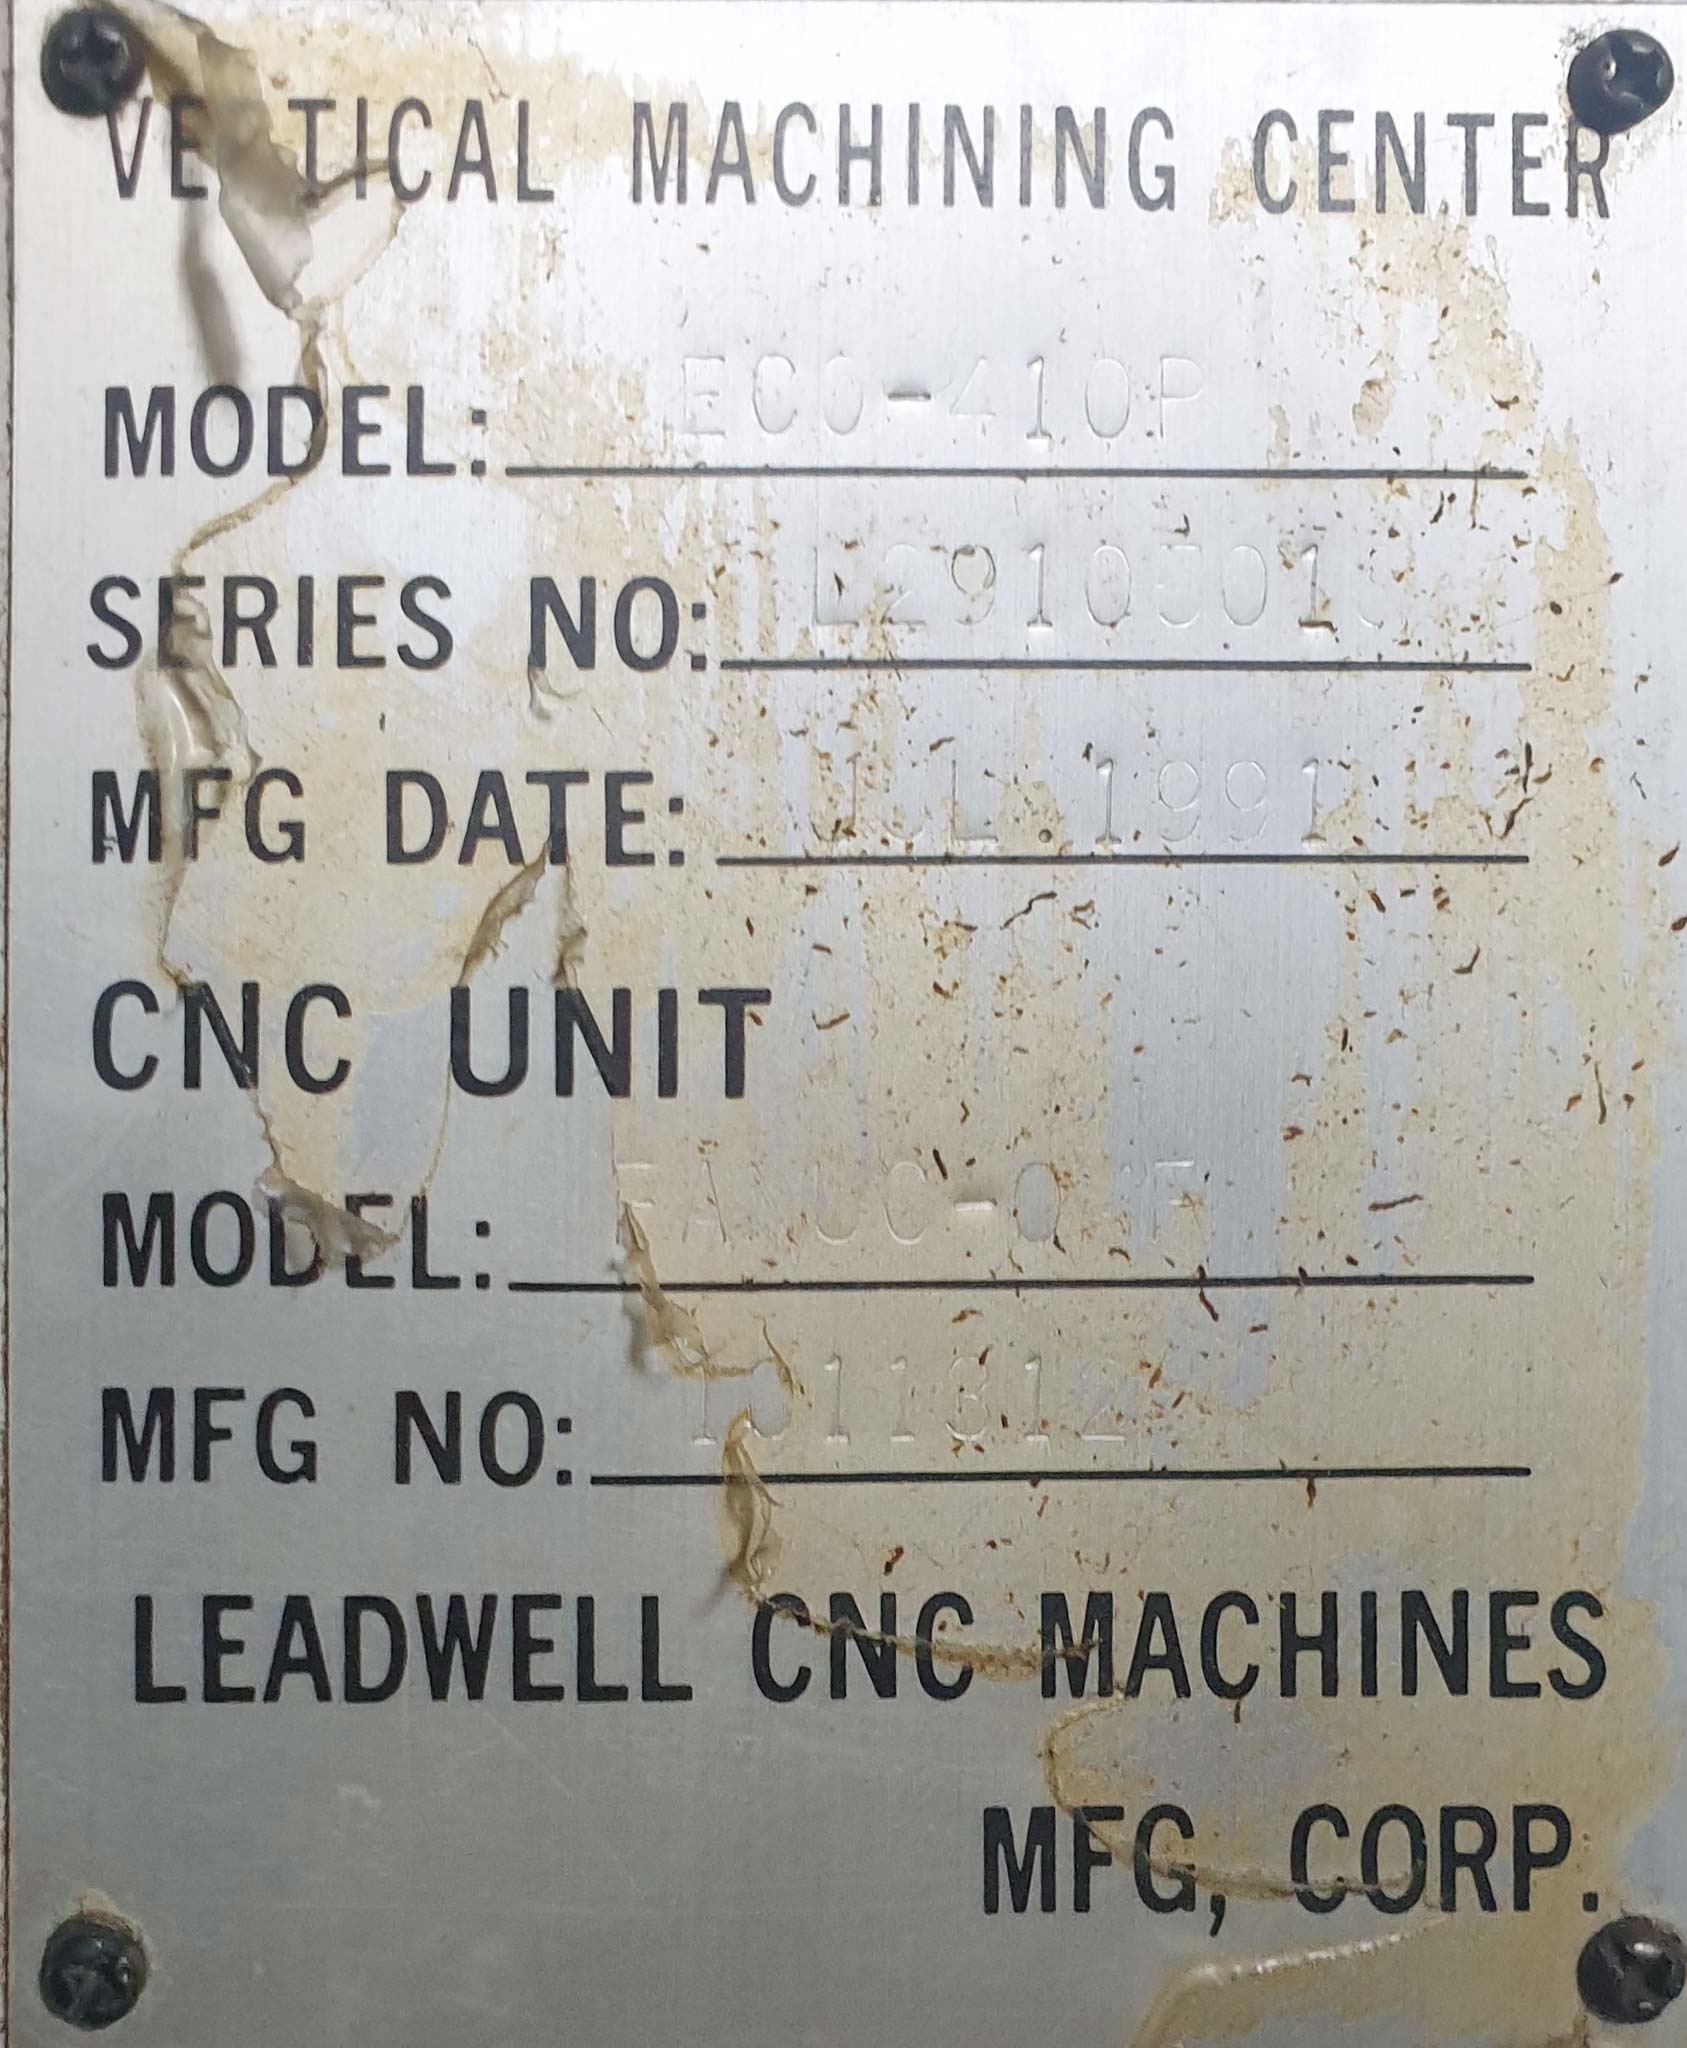 VERTICAL MACHINING CENTER
MODEL: ECO-410P
SERIES NO:
MFG DATE: JUL.1991
CNC UNIT
MODEL:
MFG NO:
LEADWELL CNC MACHINES
MFG, CORP.